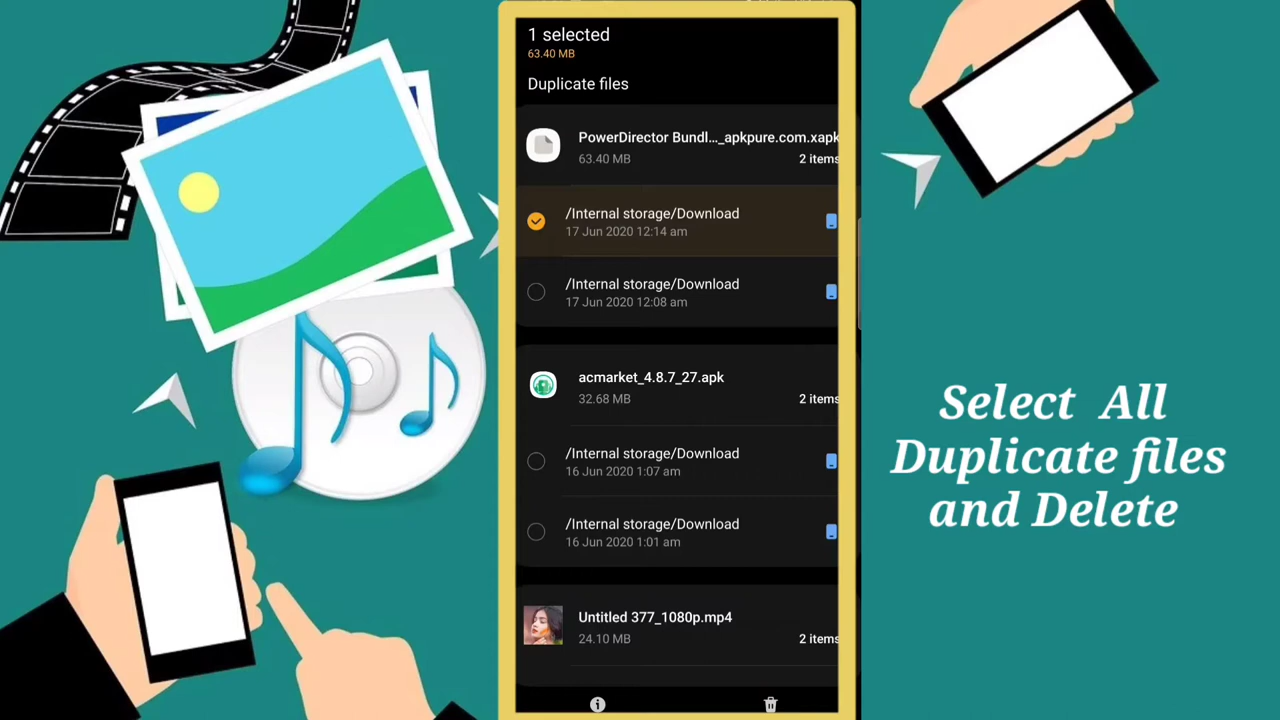 1 selected
63.40 MB
Duplicate files
PowerDirector Bundl..._apkpure.com.xapk
63.40 MB
2 items
/Internal storage/Download
17 Jun 2020 12:14 am
/Internal storage/Download
17 Jun 2020 12:08 am
acmarket_4.8.7_27.apk
32.68 MB
2 items
/Internal storage/Download
16 Jun 2020 1:07 am
/Internal storage/Download
16 Jun 2020 1:01 am
Untitled 377_1080p.mp4
24.10 MB
2 items
Select All
Duplicate files
and Delete